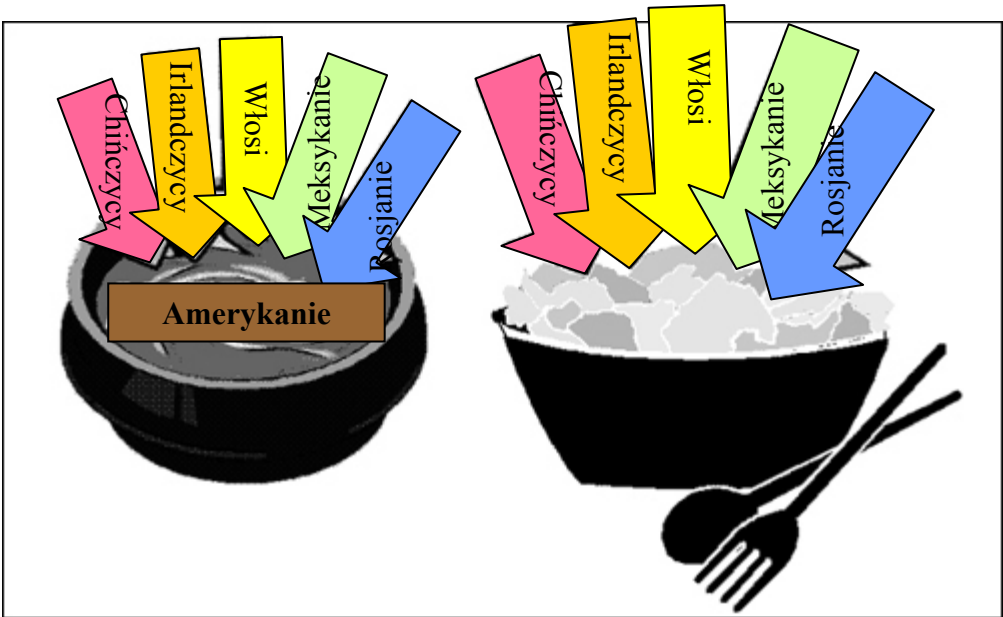 Chińczycy
Irlandczycy
Włosi
Meksykanie
Rosjanie
Amerykanie
Chińczycy
Irlandczycy
Włosi
Meksykanie
Rosjanie